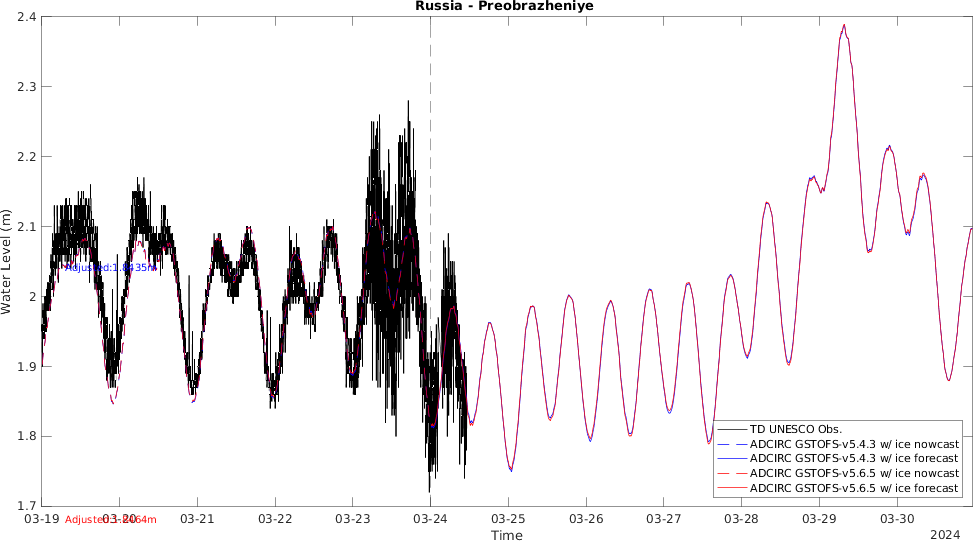 Russia - Preobrazheniye
Water Level (m)
2.4
2.3
2.2
2.1
2
1.9
1.8
1.7
Adjusted:1.8435m
TD UNESCO Obs.
ADCIRC GSTOFS-v5.4.3 w/ ice nowcast
ADCIRC GSTOFS-v5.4.3 w/ ice forecast
ADCIRC GSTOFS-v5.6.5 w/ ice nowcast
ADCIRC GSTOFS-v5.6.5 w/ ice forecast
03-19 03-20 03-21 03-22 03-23 03-24 03-25 03-26 03-27 03-28 03-29 03-30
Time
2024